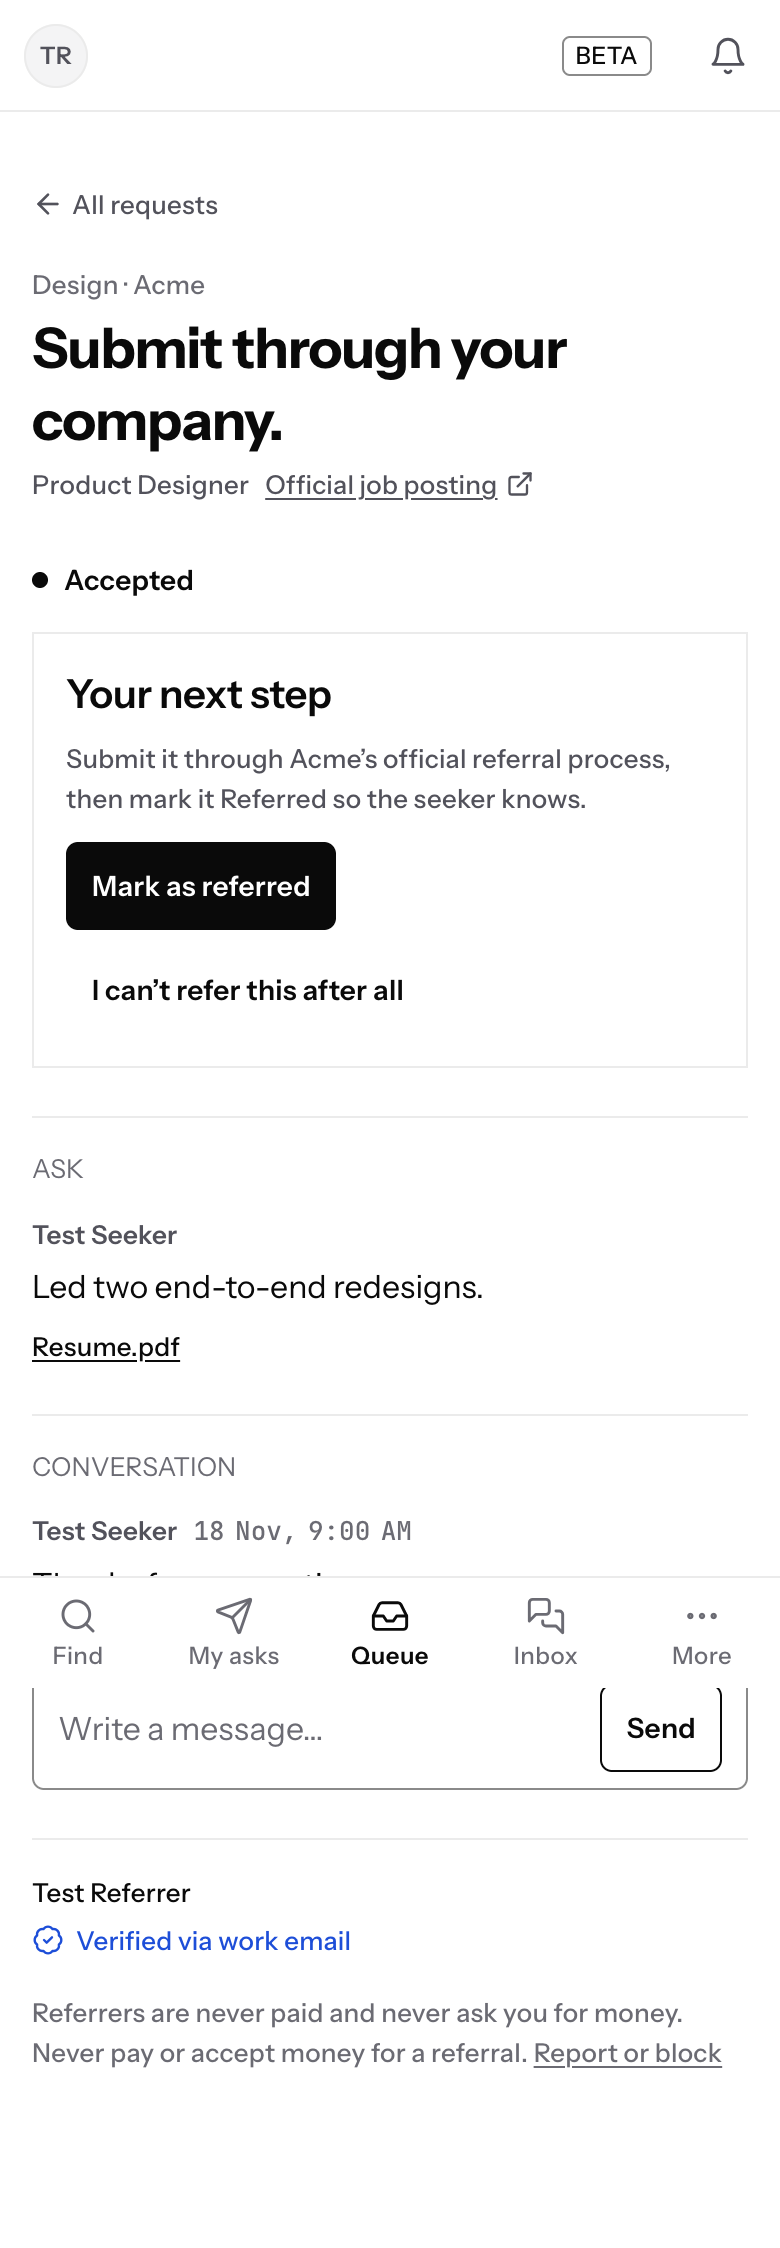 TR
BETA
All requests
Design · Acme
Submit through your
company.
Product Designer Official job posting
Accepted
Your next step
Submit it through Acme’s official referral process,
then mark it Referred so the seeker knows.
Mark as referred
I can’t refer this after all
ASK
Test Seeker
Led two end-to-end redesigns.
Resume.pdf
CONVERSATION
Test Seeker 18 Nov, 9:00 AM
Find
My asks
Queue
Inbox
More
Write a message...
Send
Test Referrer
Verified via work email
Referrers are never paid and never ask you for money.
Never pay or accept money for a referral. Report or block